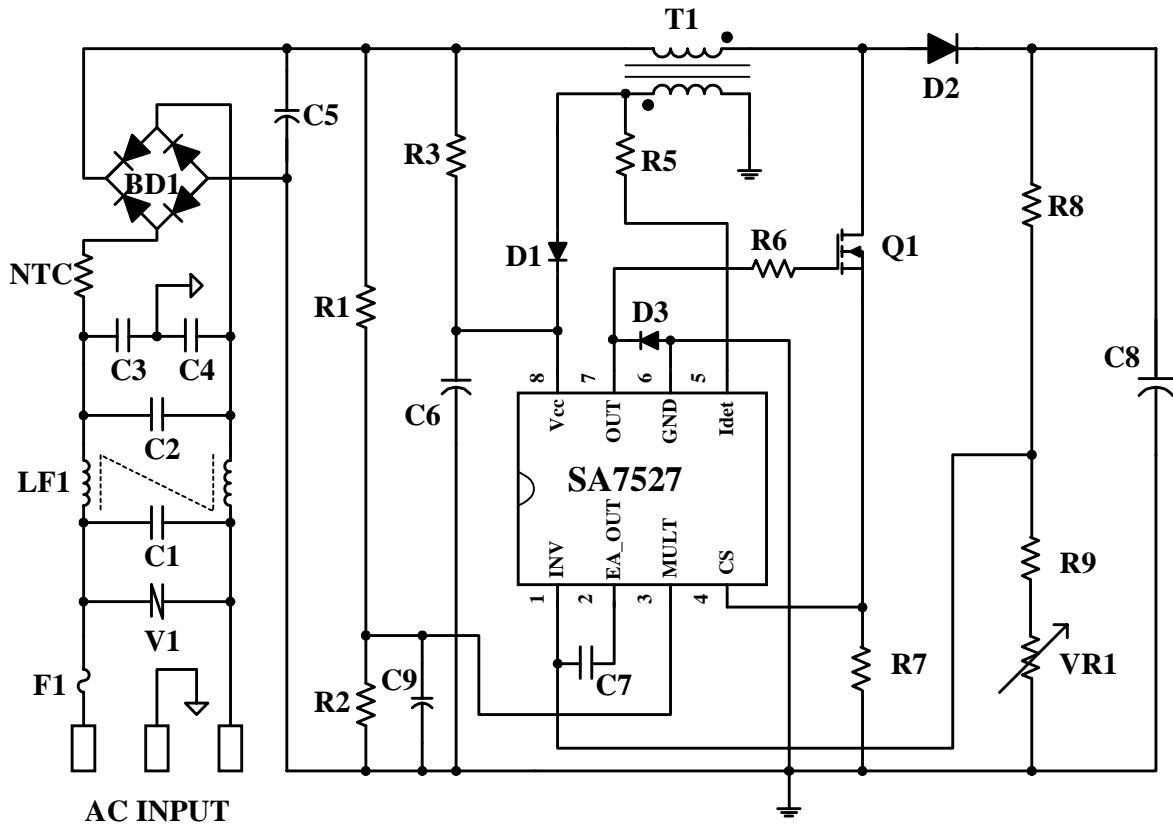 T1
C5
D2
R3
R5
BD1
R8
R6
Q1
NTC
D1
R1
D3
C3
C4
C8
8
7
6
5
C6
Vcc
OUT
GND
Idet
C2
LF1
SA7527
C1
INV
EA_OUT
MULT
CS
R9
1
2
3
4
V1
VR1
R7
F1
C9
C7
R2
AC INPUT